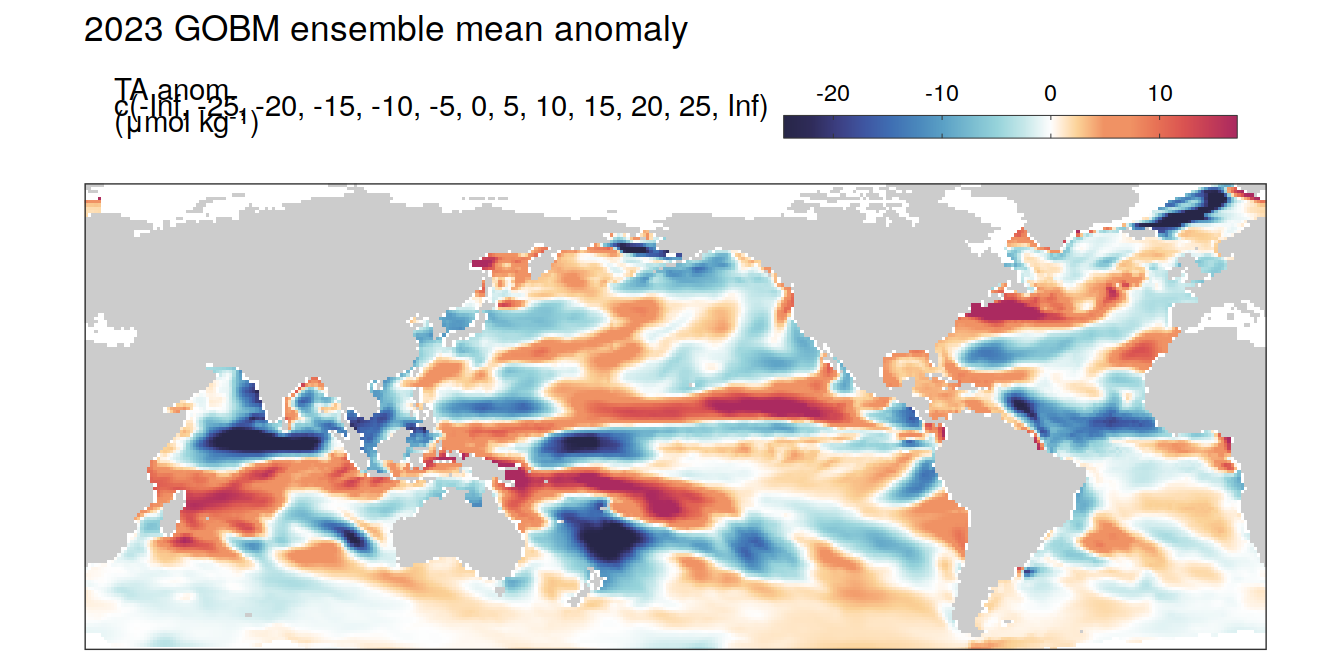 2023 GOBM ensemble mean anomaly
TA anom.
c(-Inf, -25, -20, -15, -10, -5, 0, 5, 10, 15, 20, 25, Inf)
(μmol kg⁻¹)
-20 -10 0 10